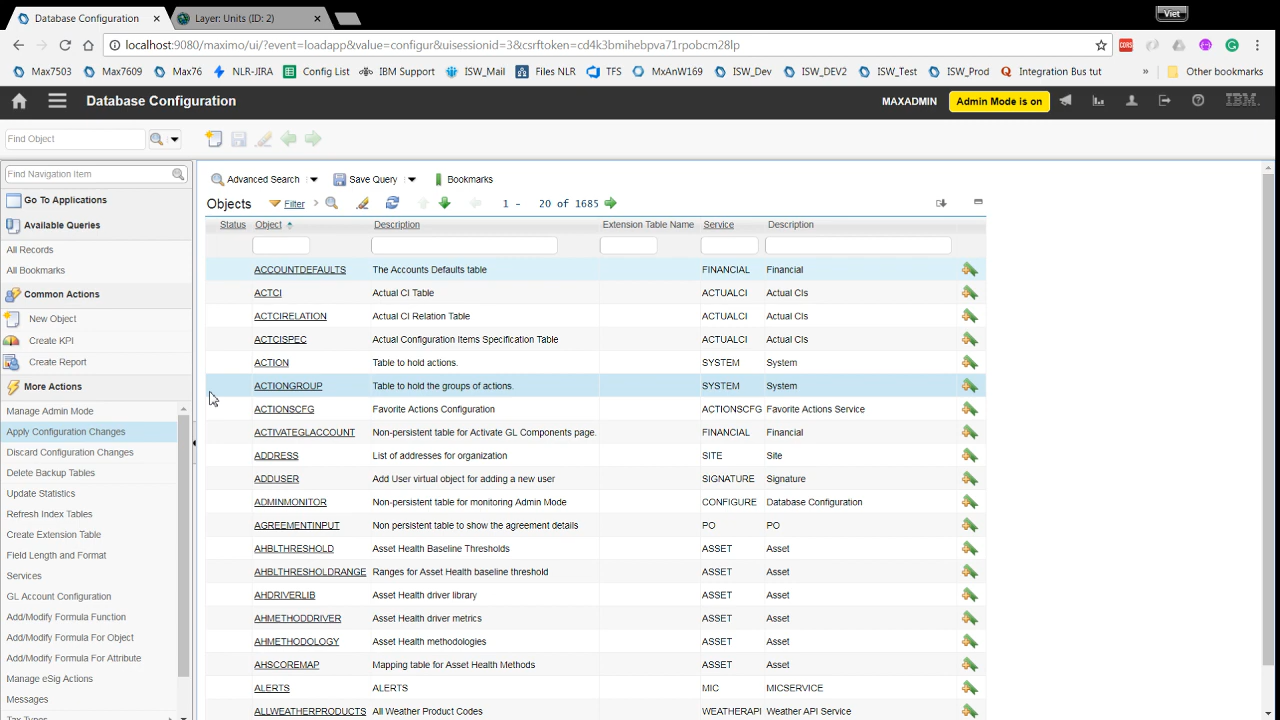 Database Configuration
Layer: Units (ID: 2)
Viet
localhost:9080/maximo/ui/?event=loadapp&value=configur&uisessionid=3&csrftoken=cd4k3bmihebpva71rpobcm28lp
CORS
Max7503
Max7609
Max76
NLR-JIRA
Config List
IBM Support
ISW_Mail
Files NLR
TFS
MxAnW169
ISW_Dev
ISW_DEV2
ISW_Test
ISW_Prod
Integration Bus tut
»
Other bookmarks
Database Configuration
MAXADMIN
Admin Mode is on
IBM
Find Object
Find Navigation Item
Go To Applications
Available Queries
All Records
All Bookmarks
Common Actions
New Object
Create KPI
Create Report
More Actions
Manage Admin Mode
Apply Configuration Changes
Discard Configuration Changes
Delete Backup Tables
Update Statistics
Refresh Index Tables
Create Extension Table
Field Length and Format
Services
GL Account Configuration
Add/Modify Formula Function
Add/Modify Formula For Object
Add/Modify Formula For Attribute
Manage eSig Actions
Messages
Tax Types
Advanced Search
Save Query
Bookmarks
Objects
Filter
1 - 20 of 1685
Status Object Description Extension Table Name Service Description
ACCOUNTDEFAULTS The Accounts Defaults table FINANCIAL Financial
ACTCI Actual CI Table ACTUALCI Actual CIs
ACTCIRELATION Actual CI Relation Table ACTUALCI Actual CIs
ACTCISPEC Actual Configuration Items Specification Table ACTUALCI Actual CIs
ACTION Table to hold actions. SYSTEM System
ACTIONGROUP Table to hold the groups of actions. SYSTEM System
ACTIONSCFG Favorite Actions Configuration ACTIONSCFG Favorite Actions Service
ACTIVATEGLACCOUNT Non-persistent table for Activate GL Components page. FINANCIAL Financial
ADDRESS List of addresses for organization SITE Site
ADDUSER Add User virtual object for adding a new user SIGNATURE Signature
ADMINMONITOR Non-persistent table for monitoring Admin Mode CONFIGURE Database Configuration
AGREEMENTINPUT Non persistent table to show the agreement details PO PO
AHBLTHRESHOLD Asset Health Baseline Thresholds ASSET Asset
AHBLTHRESHOLDRANGE Ranges for Asset Health baseline threshold ASSET Asset
AHDRIVERLIB Asset Health driver library ASSET Asset
AHMETHODDRIVER Asset Health driver metrics ASSET Asset
AHMETHODOLOGY Asset Health methodologies ASSET Asset
AHSCOREMAP Mapping table for Asset Health Methods ASSET Asset
ALERTS ALERTS MIC MICSERVICE
ALLWEATHERPRODUCTS All Weather Product Codes WEATHERAPI Weather API Service